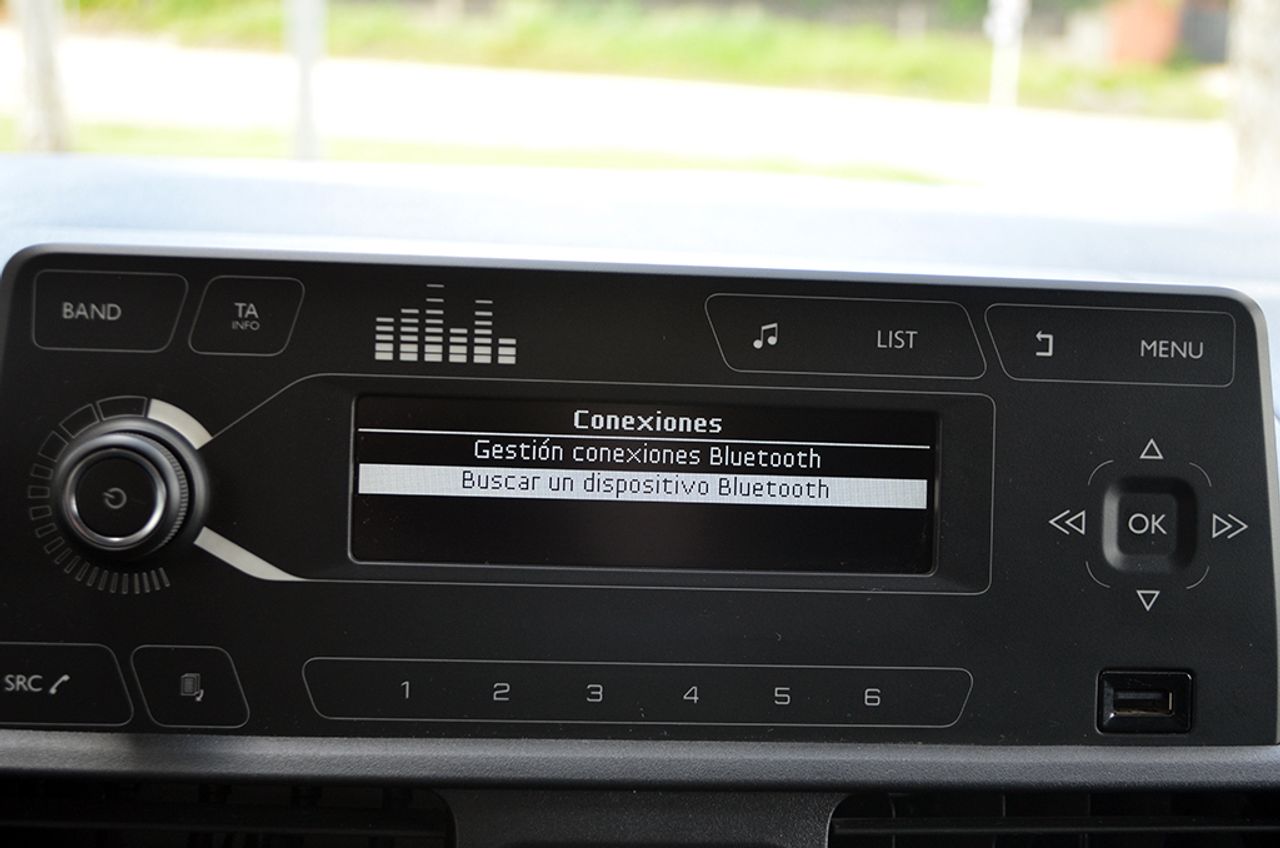 BAND
TA
INFO
LIST
MENU
Conexiones
Gestión conexiones Bluetooth
Buscar un dispositivo Bluetooth
OK
SRC
1 2 3 4 5 6